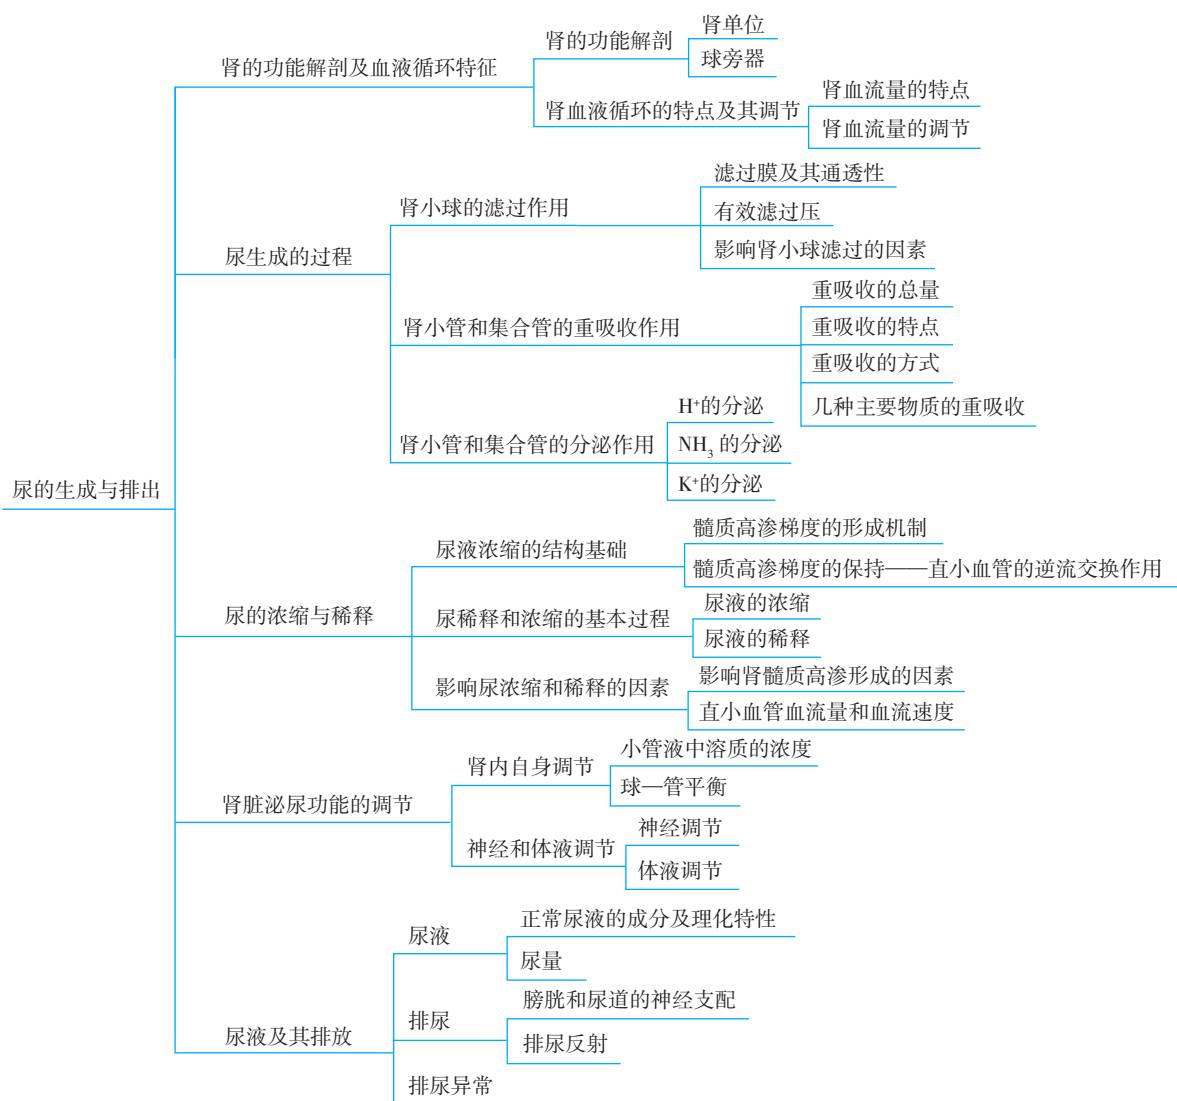 尿的生成与排出
肾的功能解剖及血液循环特征
肾的功能解剖
肾单位
球旁器
肾血液循环的特点及其调节
肾血流量的特点
肾血流量的调节
尿生成的过程
肾小球的滤过作用
滤过膜及其通透性
有效滤过压
影响肾小球滤过的因素
肾小管和集合管的重吸收作用
重吸收的总量
重吸收的特点
重吸收的方式
几种主要物质的重吸收
肾小管和集合管的分泌作用
H⁺的分泌
NH₃ 的分泌
K⁺的分泌
尿的浓缩与稀释
尿液浓缩的结构基础
髓质高渗梯度的形成机制
髓质高渗梯度的保持——直小血管的逆流交换作用
尿稀释和浓缩的基本过程
尿液的浓缩
尿液的稀释
影响尿浓缩和稀释的因素
影响肾髓质高渗形成的因素
直小血管血流量和血流速度
肾脏泌尿功能的调节
肾内自身调节
小管液中溶质的浓度
球—管平衡
神经和体液调节
神经调节
体液调节
尿液及其排放
尿液
正常尿液的成分及理化特性
尿量
排尿
膀胱和尿道的神经支配
排尿反射
排尿异常